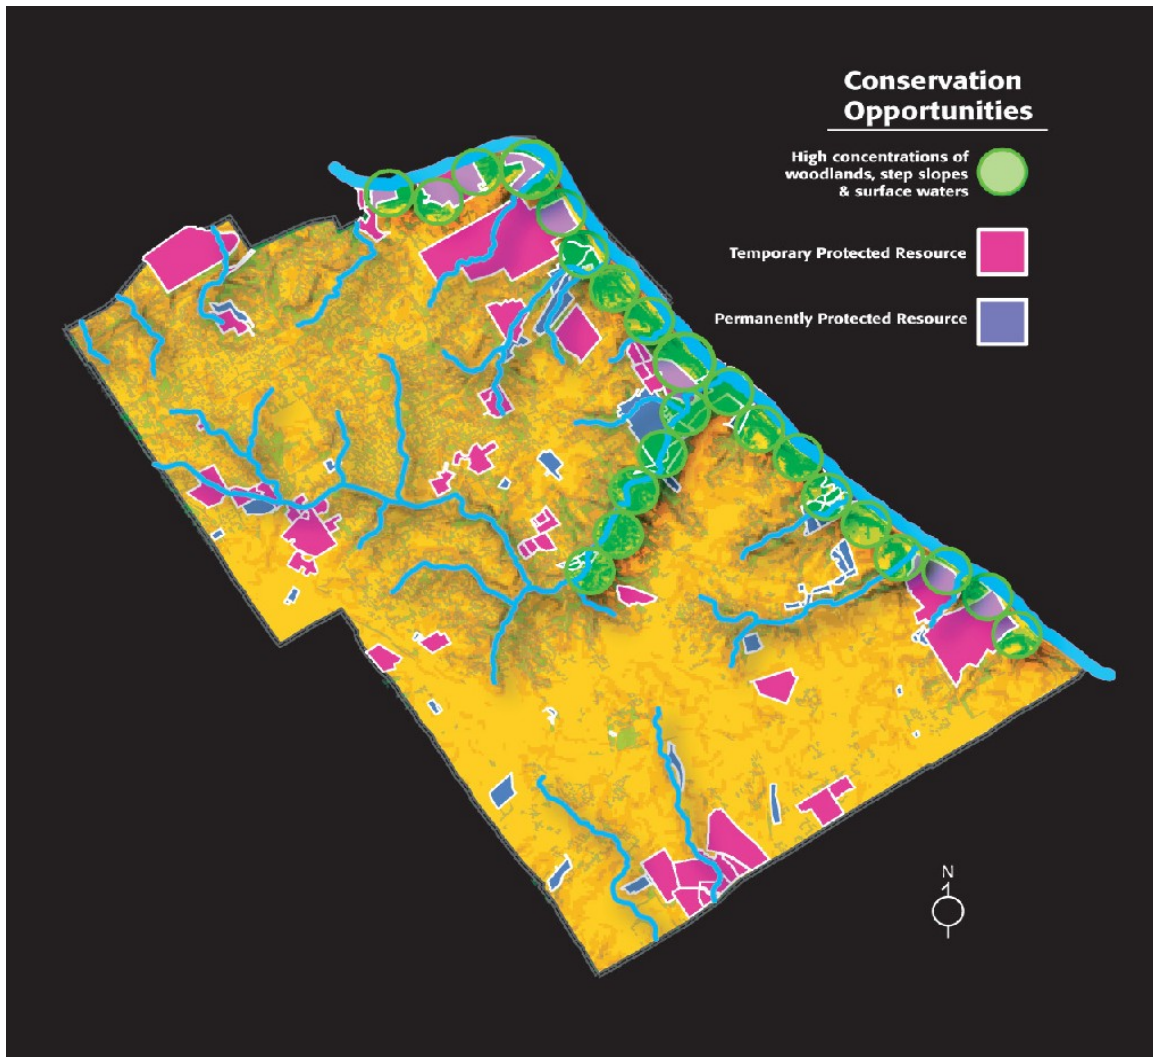 Conservation
Opportunities
High concentrations of
woodlands, step slopes
& surface waters
Temporary Protected Resource
Permanently Protected Resource
N